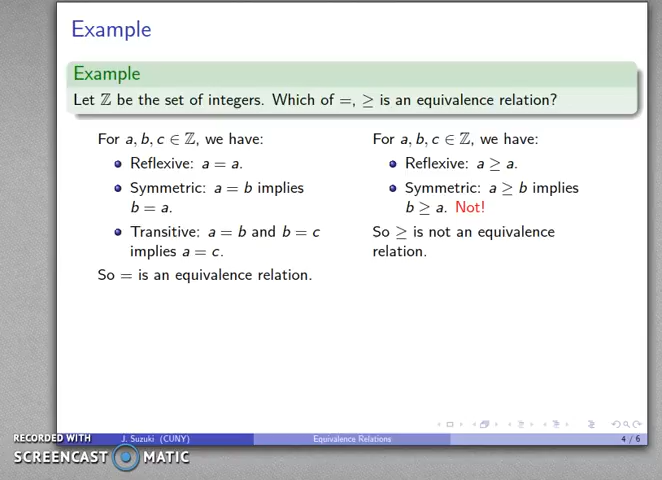 Example
Example
Let ℤ be the set of integers. Which of =, ≥ is an equivalence relation?
For a, b, c ∈ ℤ, we have:
Reflexive: a = a.
Symmetric: a = b implies
b = a.
Transitive: a = b and b = c
implies a = c.
So = is an equivalence relation.
For a, b, c ∈ ℤ, we have:
Reflexive: a ≥ a.
Symmetric: a ≥ b implies
b ≥ a. Not!
So ≥ is not an equivalence
relation.
J. Suzuki (CUNY) Equivalence Relations 4 / 6
RECORDED WITH
SCREENCAST MATIC